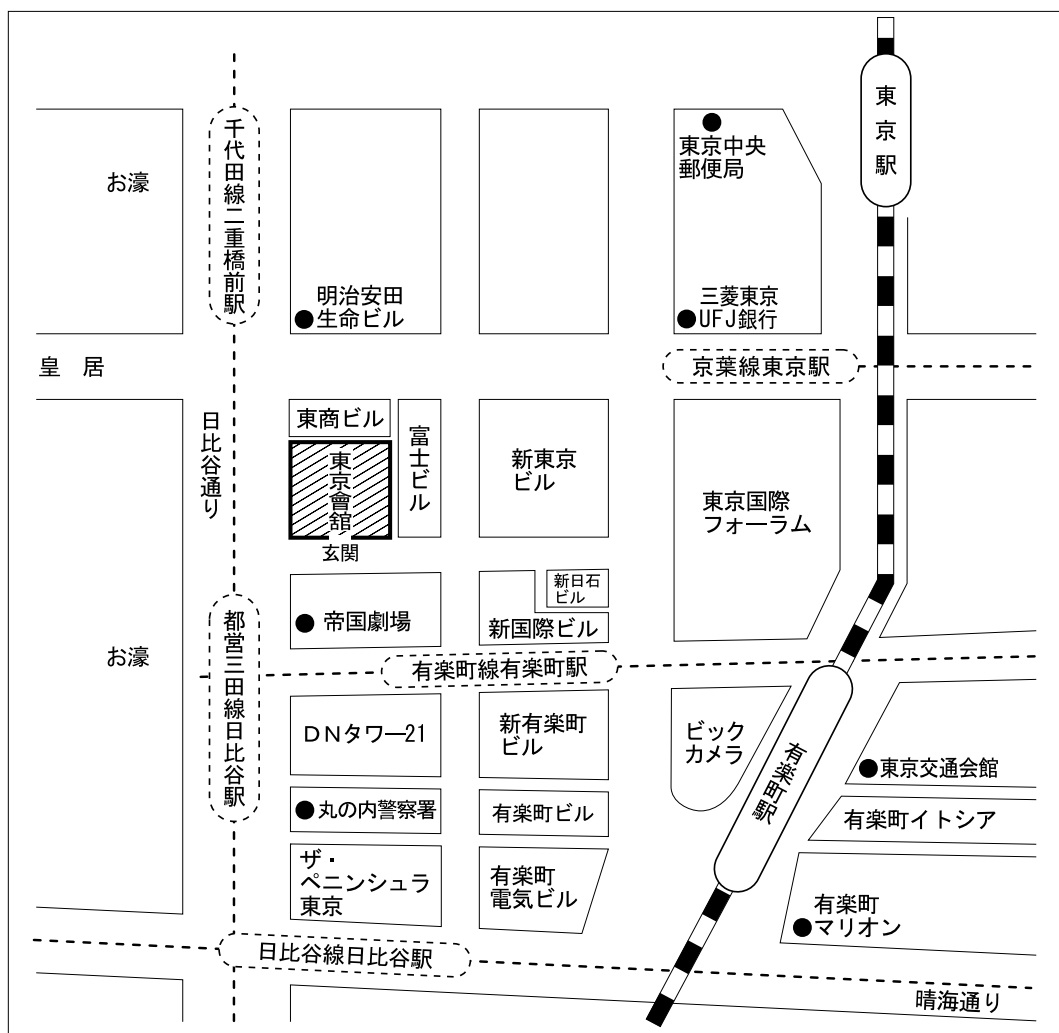 東京駅
東京中央
郵便局
お濠
千代田線二重橋前駅
明治安田
生命ビル
三菱東京
UFJ銀行
皇 居
京葉線東京駅
日比谷通り
東商ビル
富士ビル
東京會舘
玄関
新東京
ビル
東京国際
フォーラム
新日石
ビル
帝国劇場
新国際ビル
お濠
都営三田線日比谷駅
有楽町線有楽町駅
DNタワー21
新有楽町
ビル
ビック
カメラ
有楽町駅
東京交通会館
丸の内警察署
有楽町ビル
有楽町イトシア
ザ・
ペニンシュラ
東京
有楽町
電気ビル
有楽町
マリオン
日比谷線日比谷駅
晴海通り